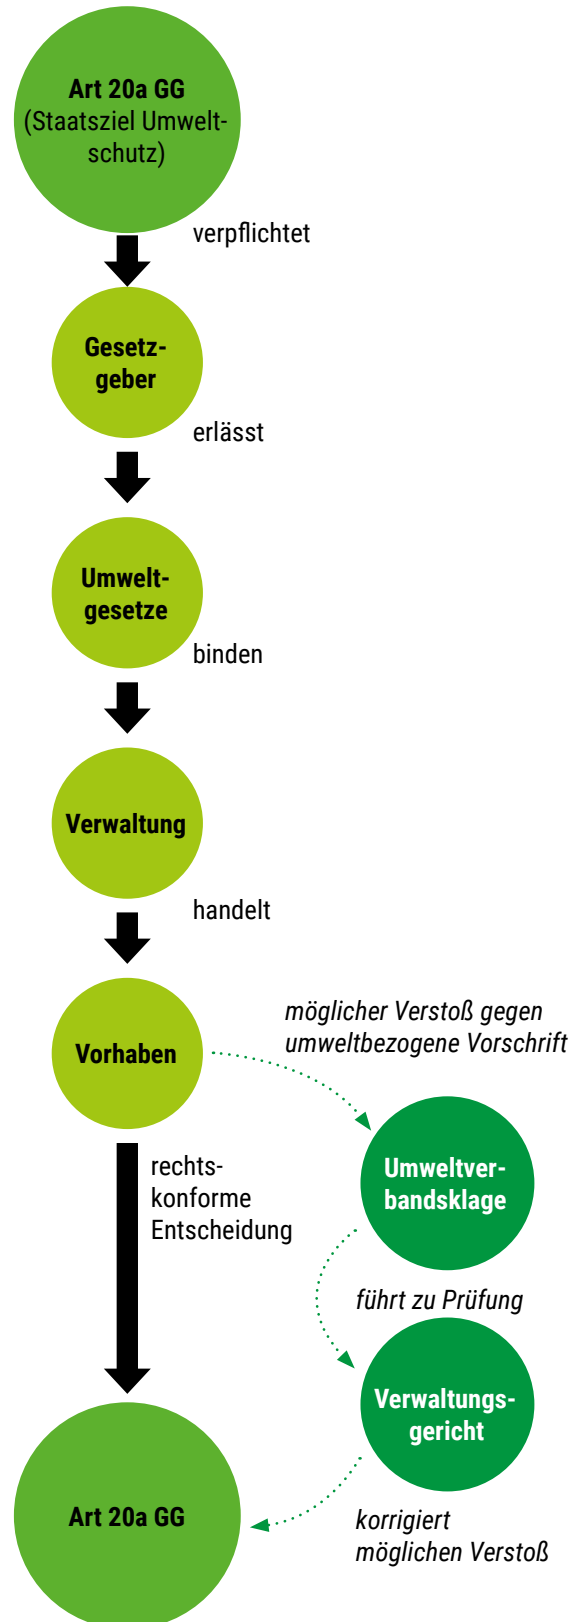 Art 20a GG
(Staatsziel Umwelt-
schutz)
verpflichtet
Gesetz-
geber
erlässt
Umwelt-
gesetze
binden
Verwaltung
handelt
Vorhaben
möglicher Verstoß gegen
umweltbezogene Vorschrift
rechts-
konforme
Entscheidung
Umweltver-
bandsklage
führt zu Prüfung
Verwaltungs-
gericht
korrigiert
möglichen Verstoß
Art 20a GG